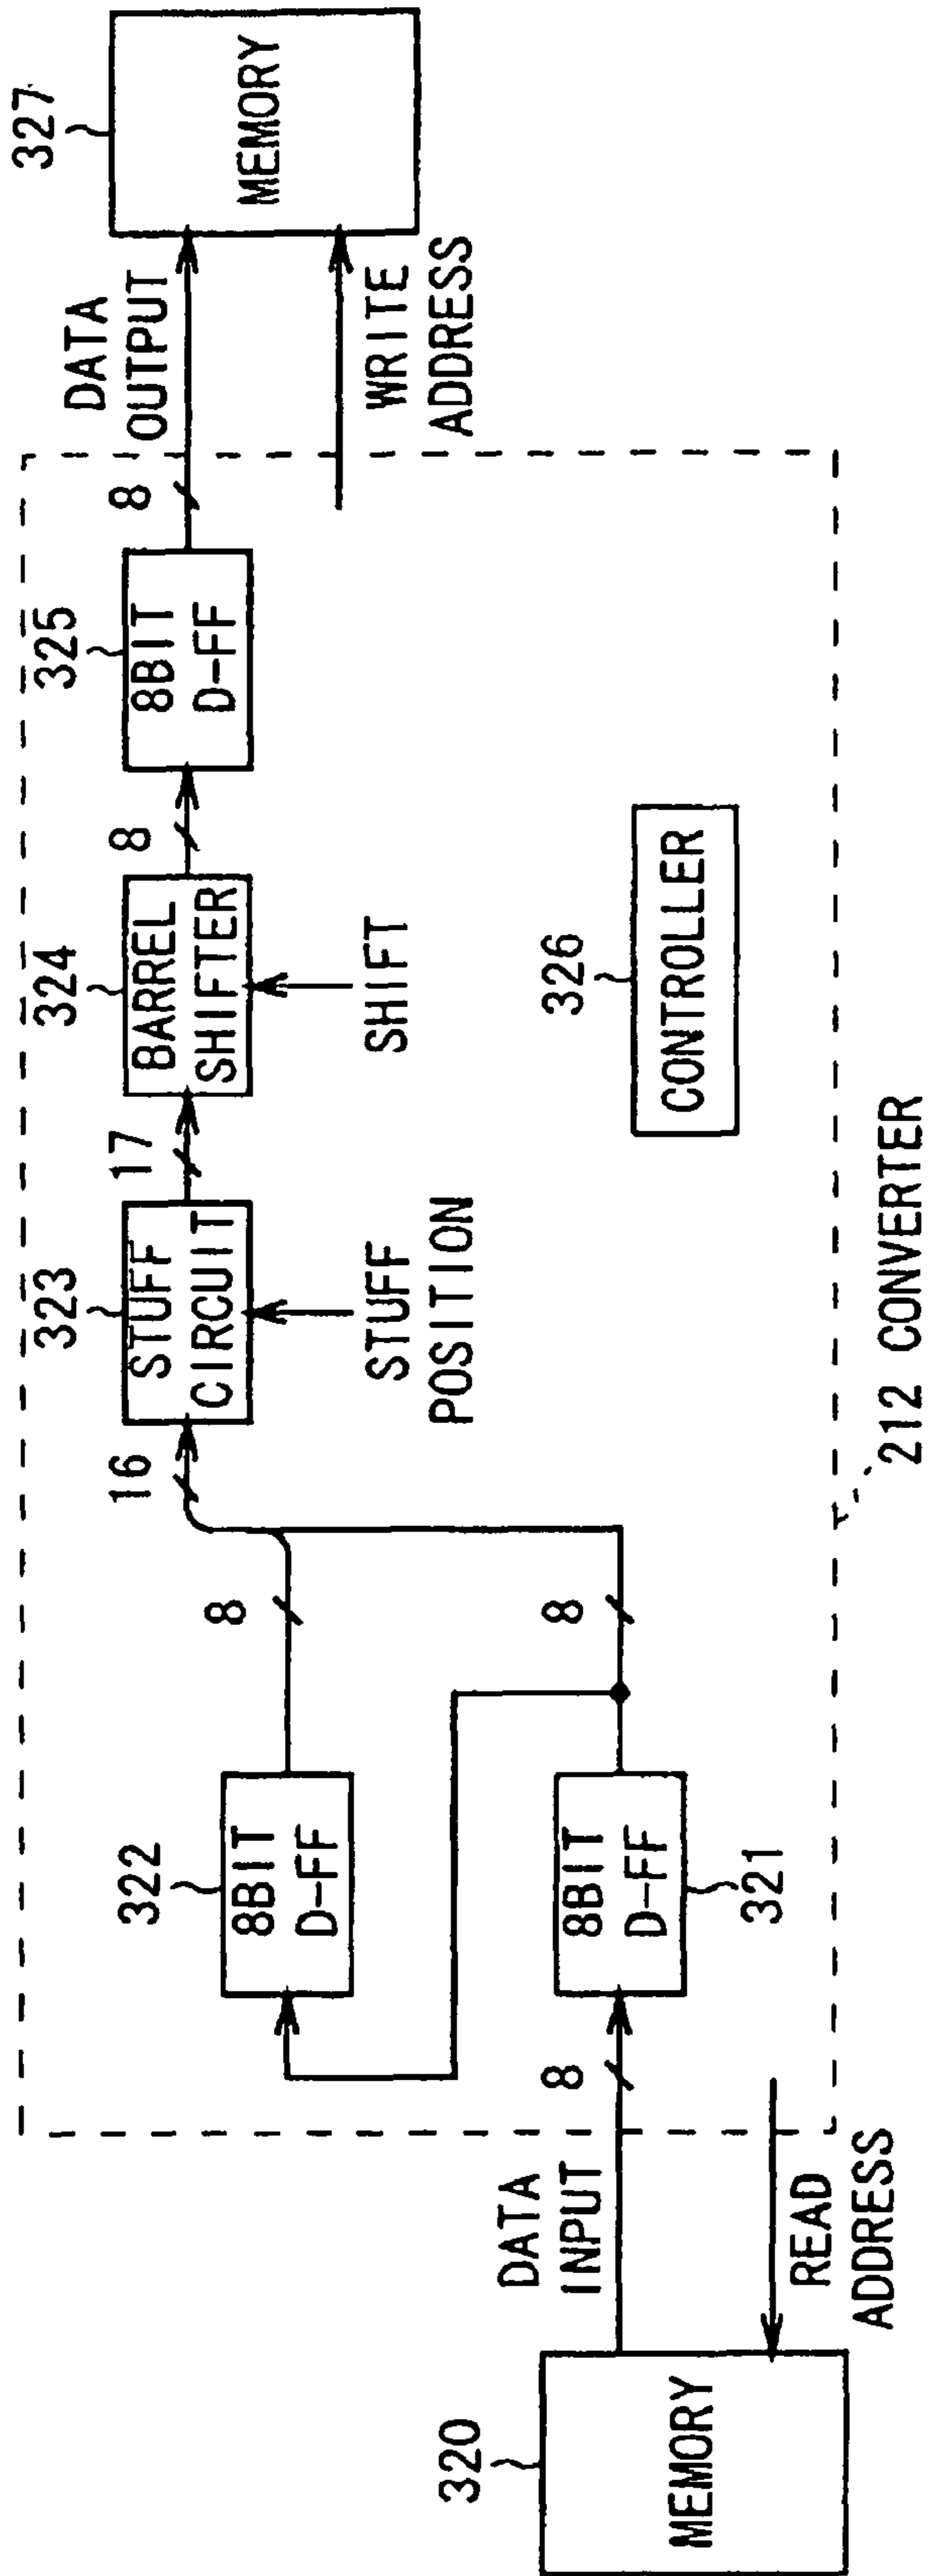 320
MEMORY
DATA
INPUT
READ
ADDRESS
8
321
8BIT
D-FF
322
8BIT
D-FF
8
8
16
323
STUFF
CIRCUIT
STUFF
POSITION
17
324
BARREL
SHIFTER
SHIFT
8
325
8BIT
D-FF
8
326
CONTROLLER
212 CONVERTER
DATA
OUTPUT
WRITE
ADDRESS
327
MEMORY